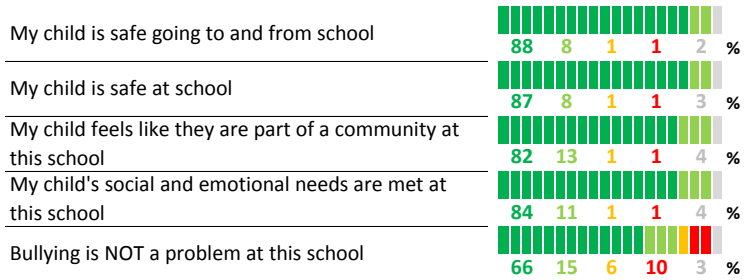 My child is safe going to and from school
88 8 1 1 2 %
My child is safe at school
87 8 1 1 3 %
My child feels like they are part of a community at
this school
82 13 1 1 4 %
My child's social and emotional needs are met at
this school
84 11 1 1 4 %
Bullying is NOT a problem at this school
66 15 6 10 3 %